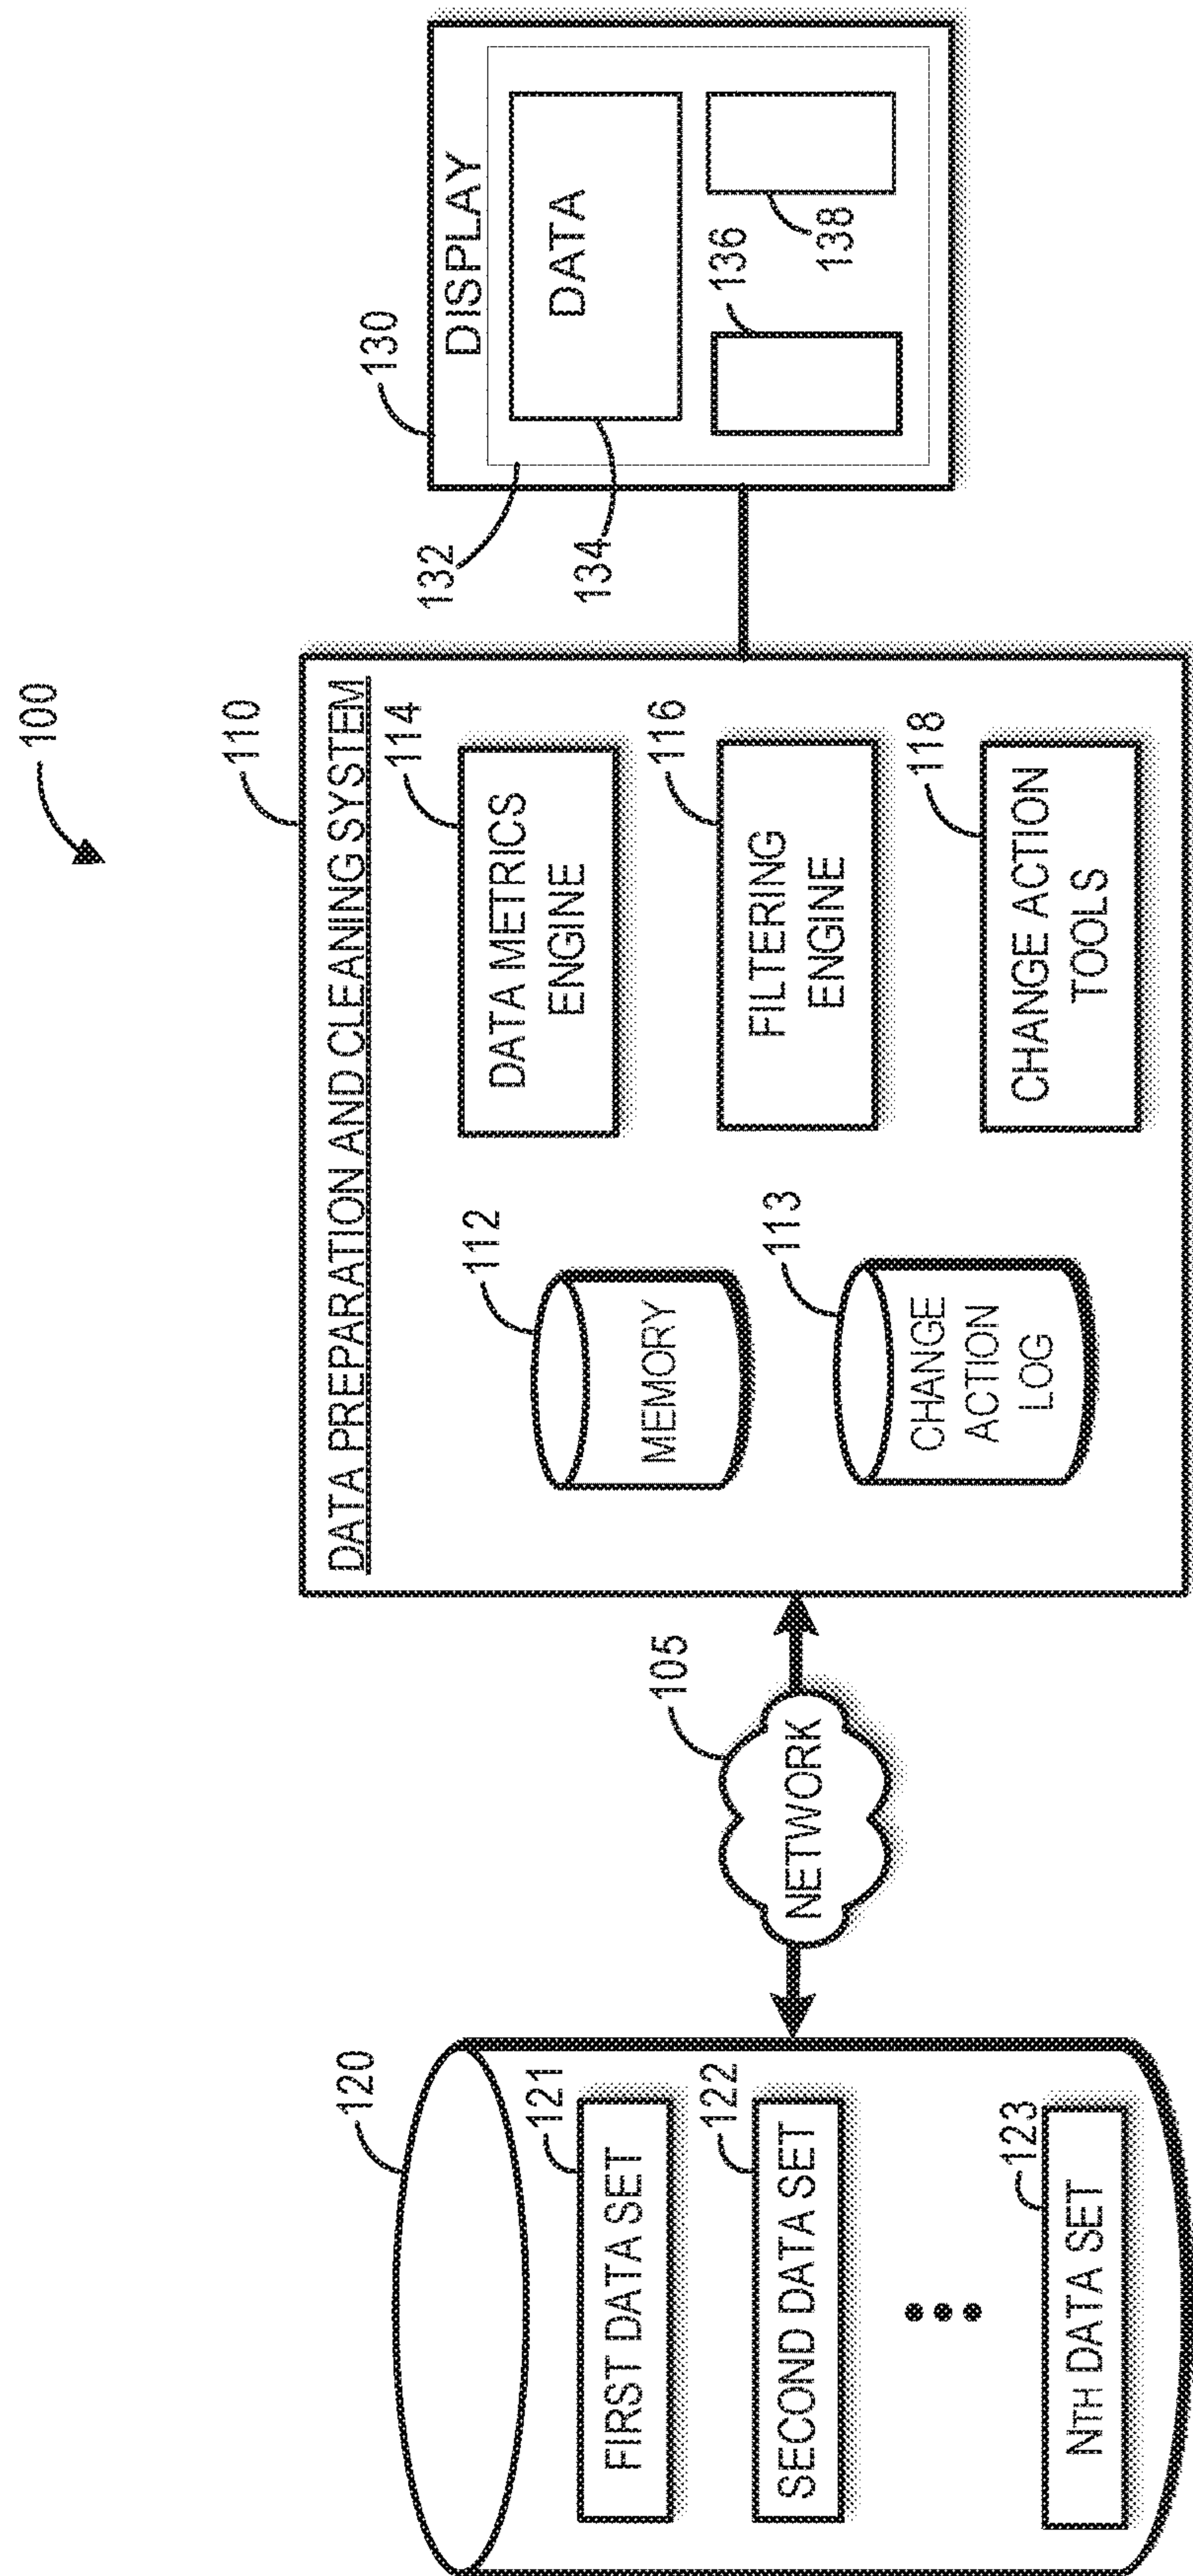 100
120
121
FIRST DATA SET
122
SECOND DATA SET
123
NTH DATA SET
105
NETWORK
110
DATA PREPARATION AND CLEANING SYSTEM
112
MEMORY
113
CHANGE
ACTION
LOG
114
DATA METRICS
ENGINE
116
FILTERING
ENGINE
118
CHANGE ACTION
TOOLS
130
DISPLAY
132
134
DATA
136
138